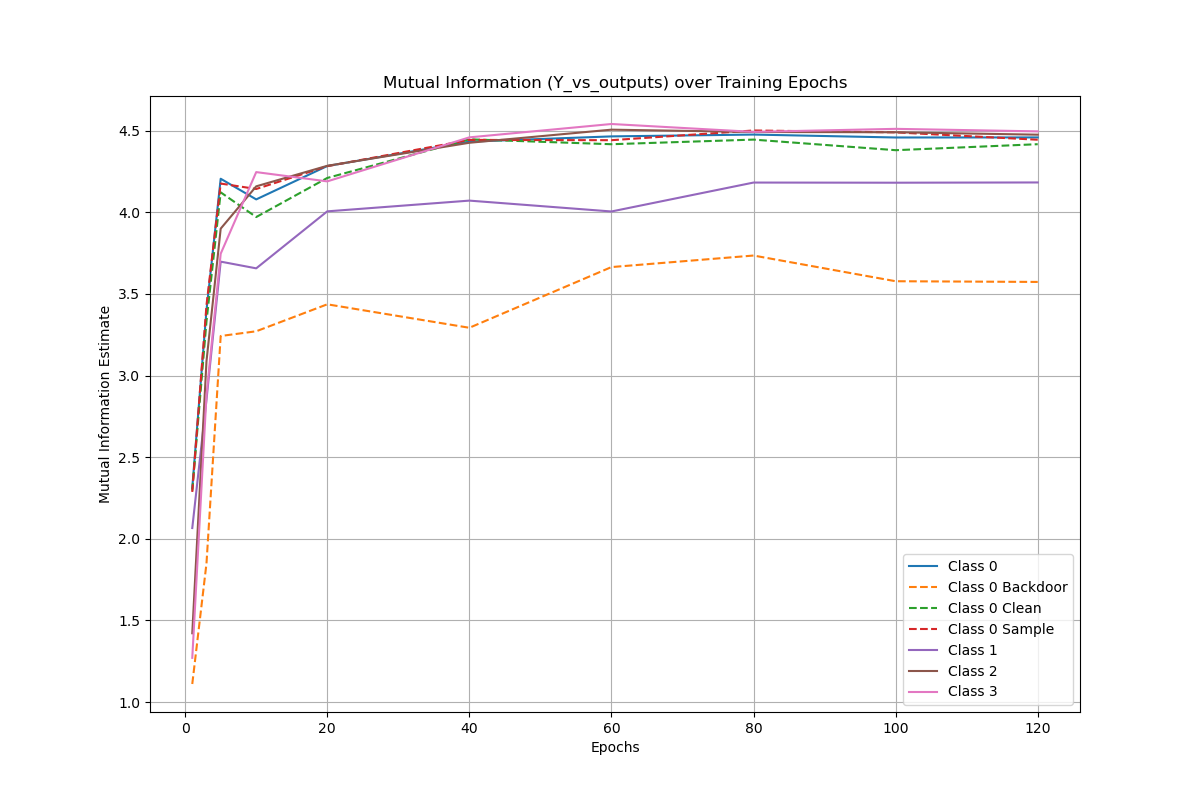 Mutual Information (Y_vs_outputs) over Training Epochs
Mutual Information Estimate
4.5
4.0
3.5
3.0
2.5
2.0
1.5
1.0
0
20
40
60
80
100
120
Epochs
Class 0
Class 0 Backdoor
Class 0 Clean
Class 0 Sample
Class 1
Class 2
Class 3